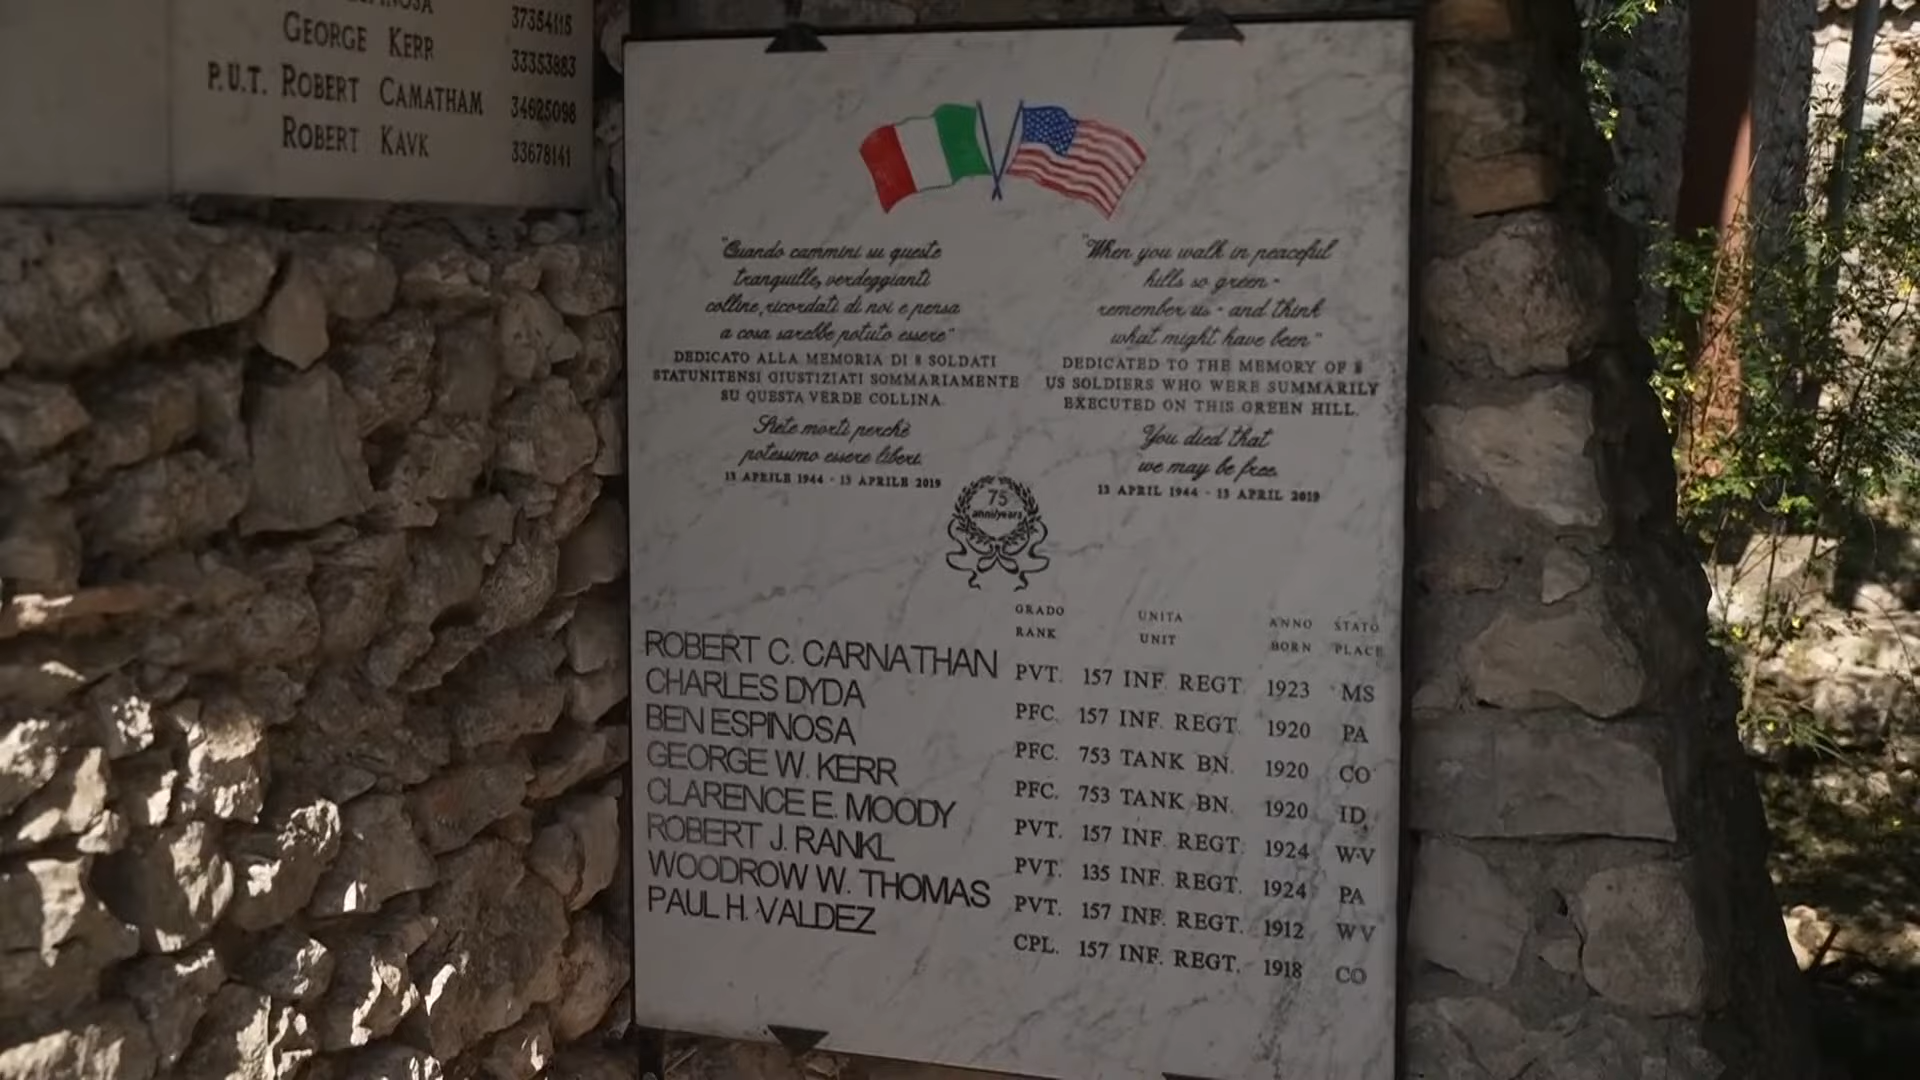 GEORGE KERR 33353883
P.U.T. ROBERT CAMATHAM 34625098
ROBERT KAVK 33678141
37354115
"Quando cammini su queste
tranquille, verdeggianti
colline, ricordati di noi e pensa
a cosa sarebbe potuto essere"
DEDICATO ALLA MEMORIA DI 8 SOLDATI
STATUNITENSI GIUSTIZIATI SOMMARIAMENTE
SU QUESTA VERDE COLLINA.
Siete morti perchè
potessimo essere liberi.
13 APRILE 1944 - 13 APRILE 2019
"When you walk in peaceful
hills so green -
remember us - and think
what might have been"
DEDICATED TO THE MEMORY OF 8
US SOLDIERS WHO WERE SUMMARILY
EXECUTED ON THIS GREEN HILL.
You died that
we may be free.
13 APRIL 1944 - 13 APRIL 2019
75
anni/years
GRADO UNITA ANNO STATO
RANK UNIT BORN PLACE
ROBERT C. CARNATHAN PVT. 157 INF. REGT. 1923 MS
CHARLES DYDA PFC. 157 INF. REGT. 1920 PA
BEN ESPINOSA PFC. 753 TANK BN. 1920 CO
GEORGE W. KERR PFC. 753 TANK BN. 1920 ID
CLARENCE E. MOODY PVT. 157 INF. REGT. 1924 WV
ROBERT J. RANKL PVT. 135 INF. REGT. 1924 PA
WOODROW W. THOMAS PVT. 157 INF. REGT. 1912 WV
PAUL H. VALDEZ CPL. 157 INF. REGT. 1918 CO